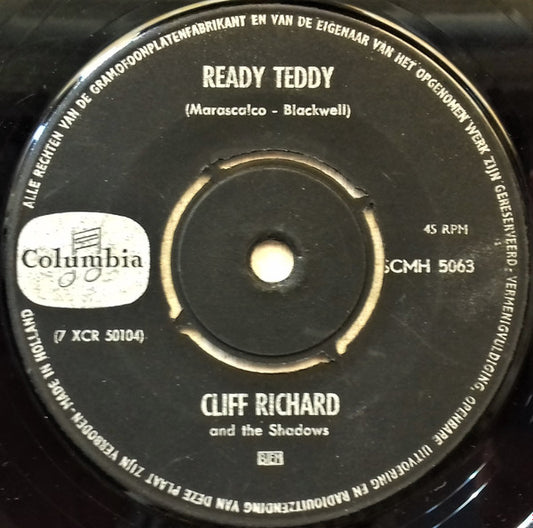 ALLE RECHTEN VAN DE GRAMOFOONPLATENFABRIKANT EN VAN DE EIGENAAR VAN HET OPGENOMEN WERK ZIJN GERESERVEERD - VERMENIGVULDIGING, OPENBARE UITVOERING EN RADIOUITZENDING VAN DEZE PLAAT ZIJN VERBODEN - MADE IN HOLLAND
READY TEDDY
(Marascalco - Blackwell)
45 RPM
Columbia
SCMH 5063
(7 XCR 50104)
CLIFF RICHARD
and the Shadows